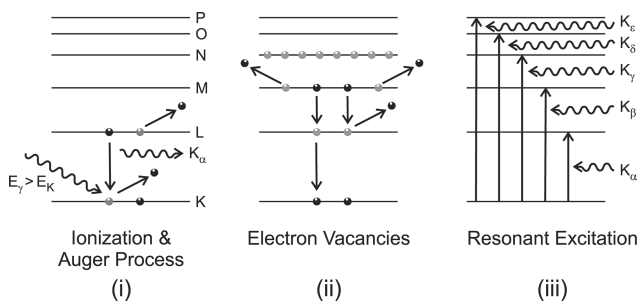 P
O
N
M
L
K
Kα
Eγ > EK
Kε
Kδ
Kγ
Kβ
Kα
Ionization &
Auger Process
(i)
Electron Vacancies
(ii)
Resonant Excitation
(iii)